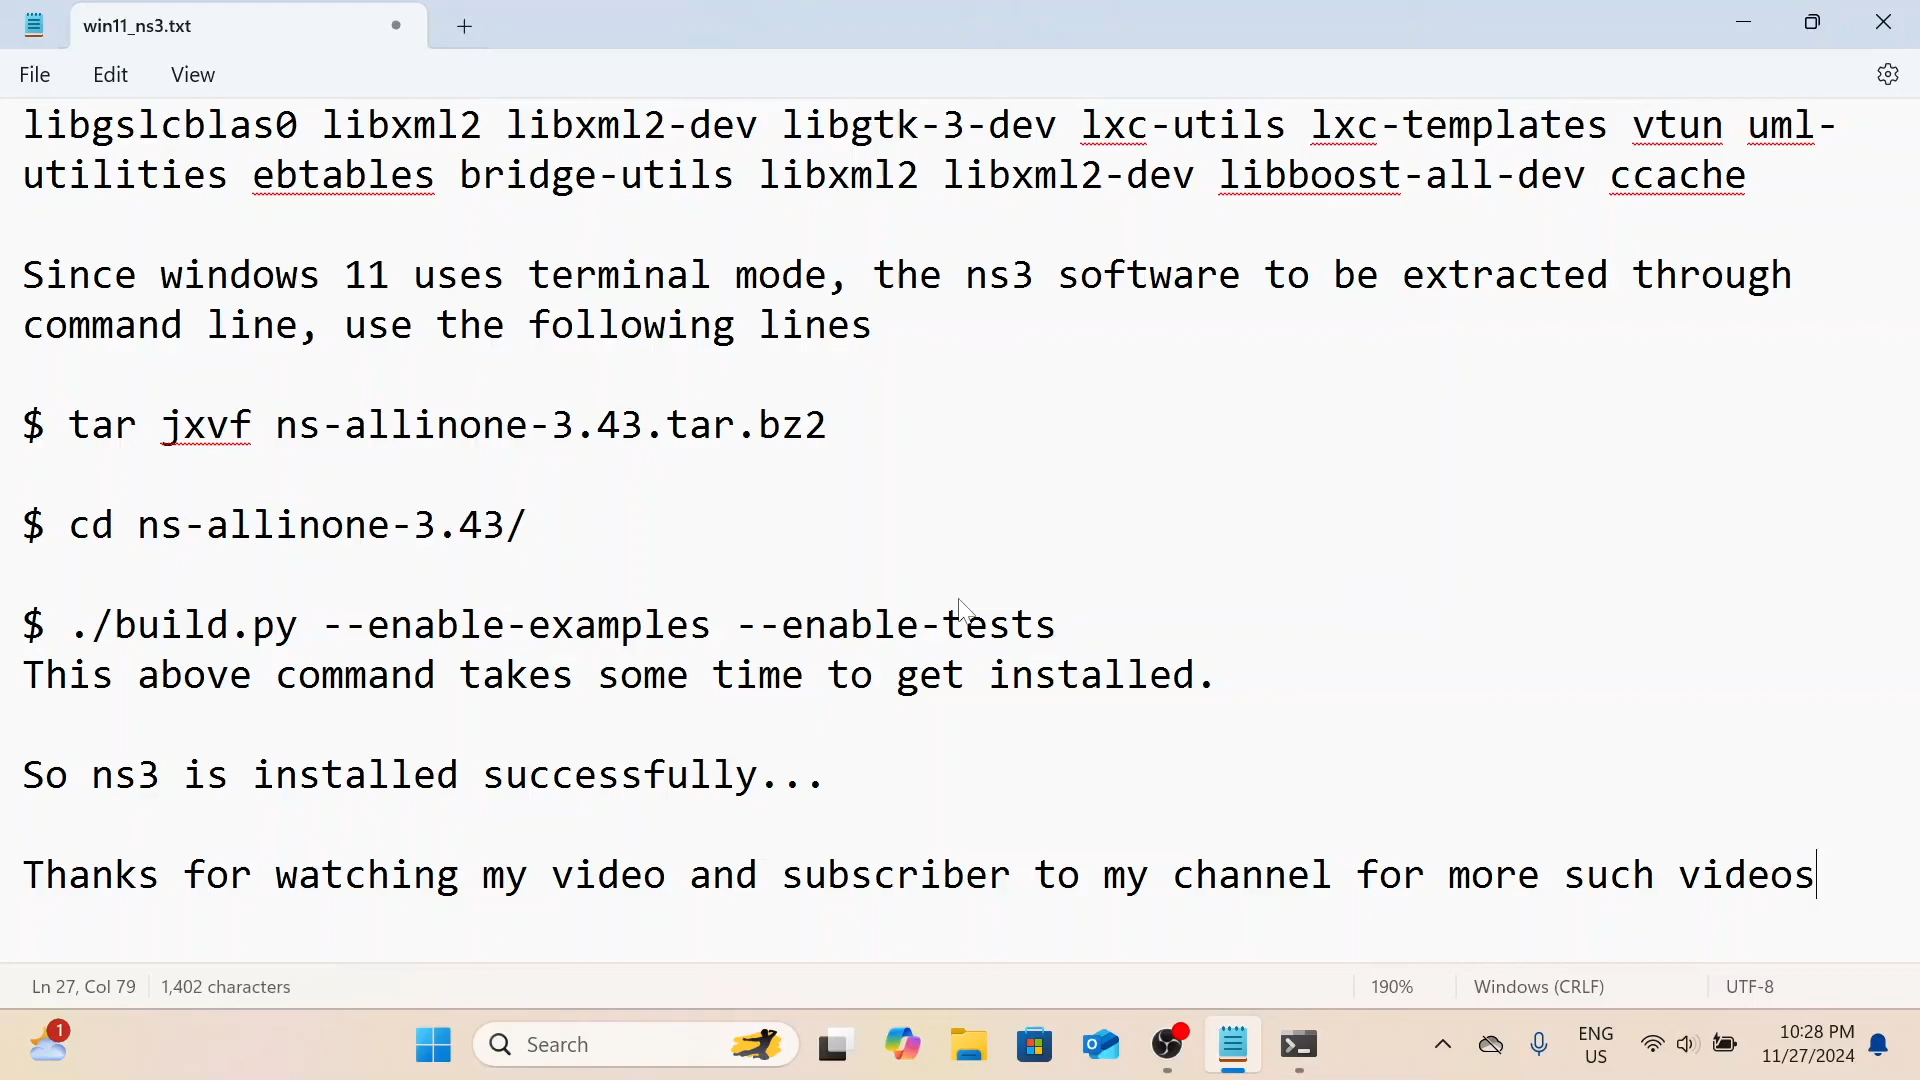 win11_ns3.txt
File Edit View
libgslcblas0 libxml2 libxml2-dev libgtk-3-dev lxc-utils lxc-templates vtun uml-
utilities ebtables bridge-utils libxml2 libxml2-dev libboost-all-dev ccache
Since windows 11 uses terminal mode, the ns3 software to be extracted through
command line, use the following lines
$ tar jxvf ns-allinone-3.43.tar.bz2
$ cd ns-allinone-3.43/
$ ./build.py --enable-examples --enable-tests
This above command takes some time to get installed.
So ns3 is installed successfully...
Thanks for watching my video and subscriber to my channel for more such videos
Ln 27, Col 79 1,402 characters 190% Windows (CRLF) UTF-8
1 Search ENG 10:28 PM
US 11/27/2024